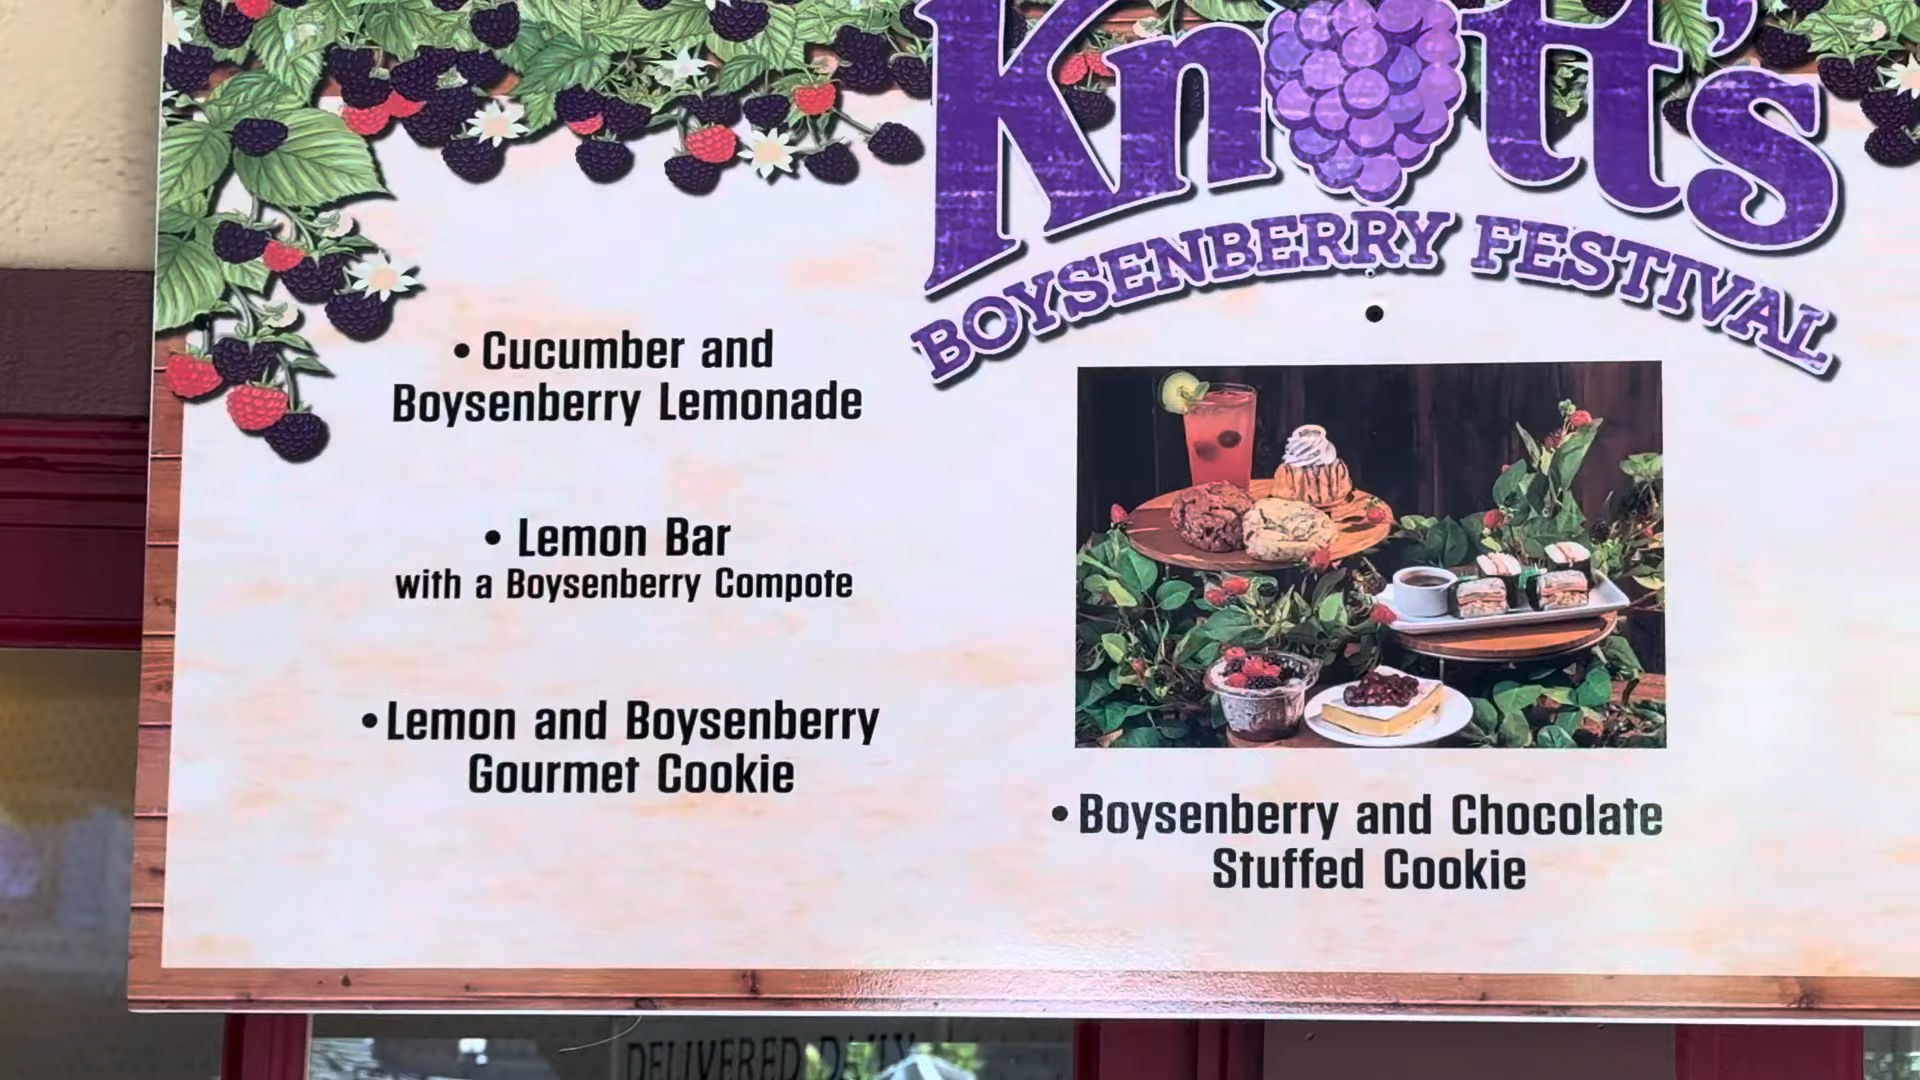 Knott's
BOYSENBERRY FESTIVAL
• Cucumber and
Boysenberry Lemonade
• Lemon Bar
with a Boysenberry Compote
• Lemon and Boysenberry
Gourmet Cookie
• Boysenberry and Chocolate
Stuffed Cookie
DELIVERED DAILY